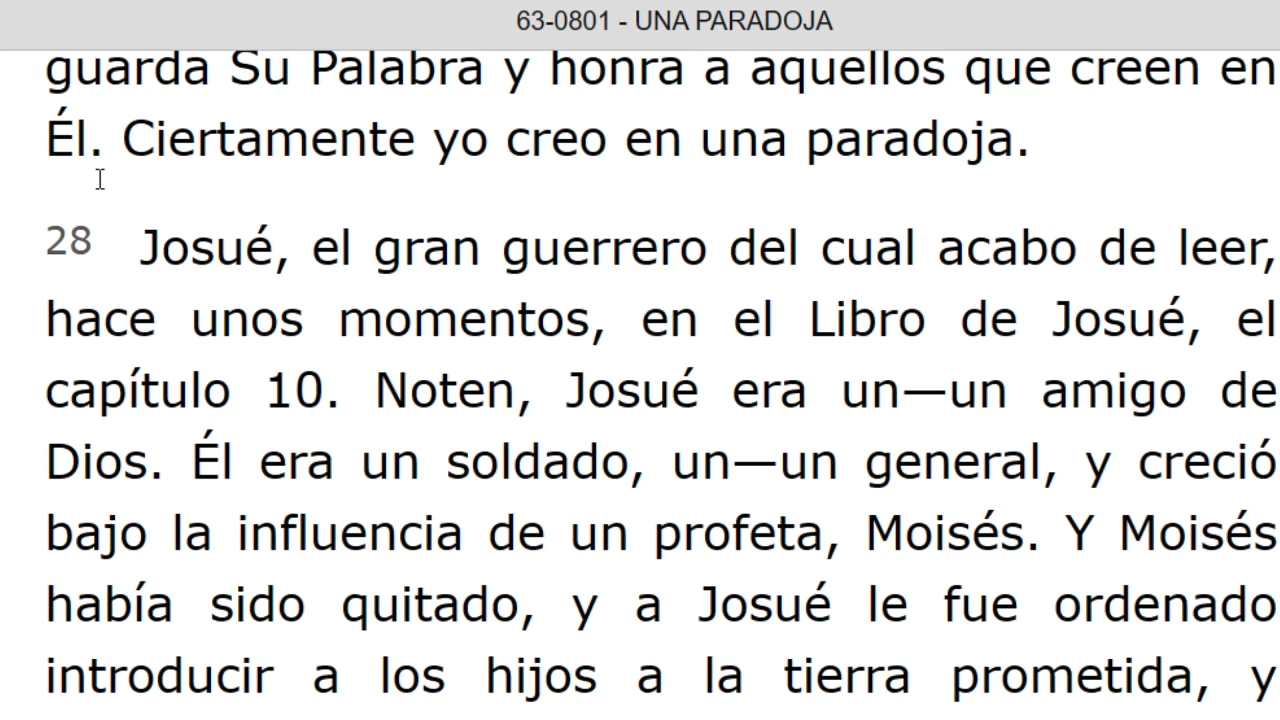 63-0801 - UNA PARADOJA
guarda Su Palabra y honra a aquellos que creen en
Él. Ciertamente yo creo en una paradoja.
28 Josué, el gran guerrero del cual acabo de leer,
hace unos momentos, en el Libro de Josué, el
capítulo 10. Noten, Josué era un—un amigo de
Dios. Él era un soldado, un—un general, y creció
bajo la influencia de un profeta, Moisés. Y Moisés
había sido quitado, y a Josué le fue ordenado
introducir a los hijos a la tierra prometida, y